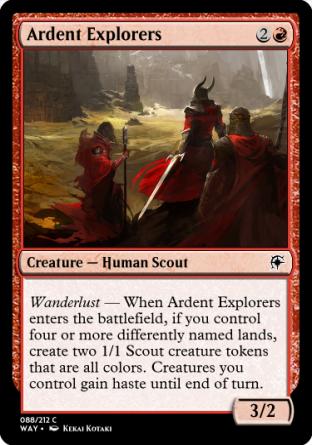 Ardent Explorers 2
Creature — Human Scout
Wanderlust — When Ardent Explorers
enters the battlefield, if you control
four or more differently named lands,
create two 1/1 Scout creature tokens
that are all colors. Creatures you
control gain haste until end of turn.
3/2
088/212 C
WAY • Kekai Kotaki